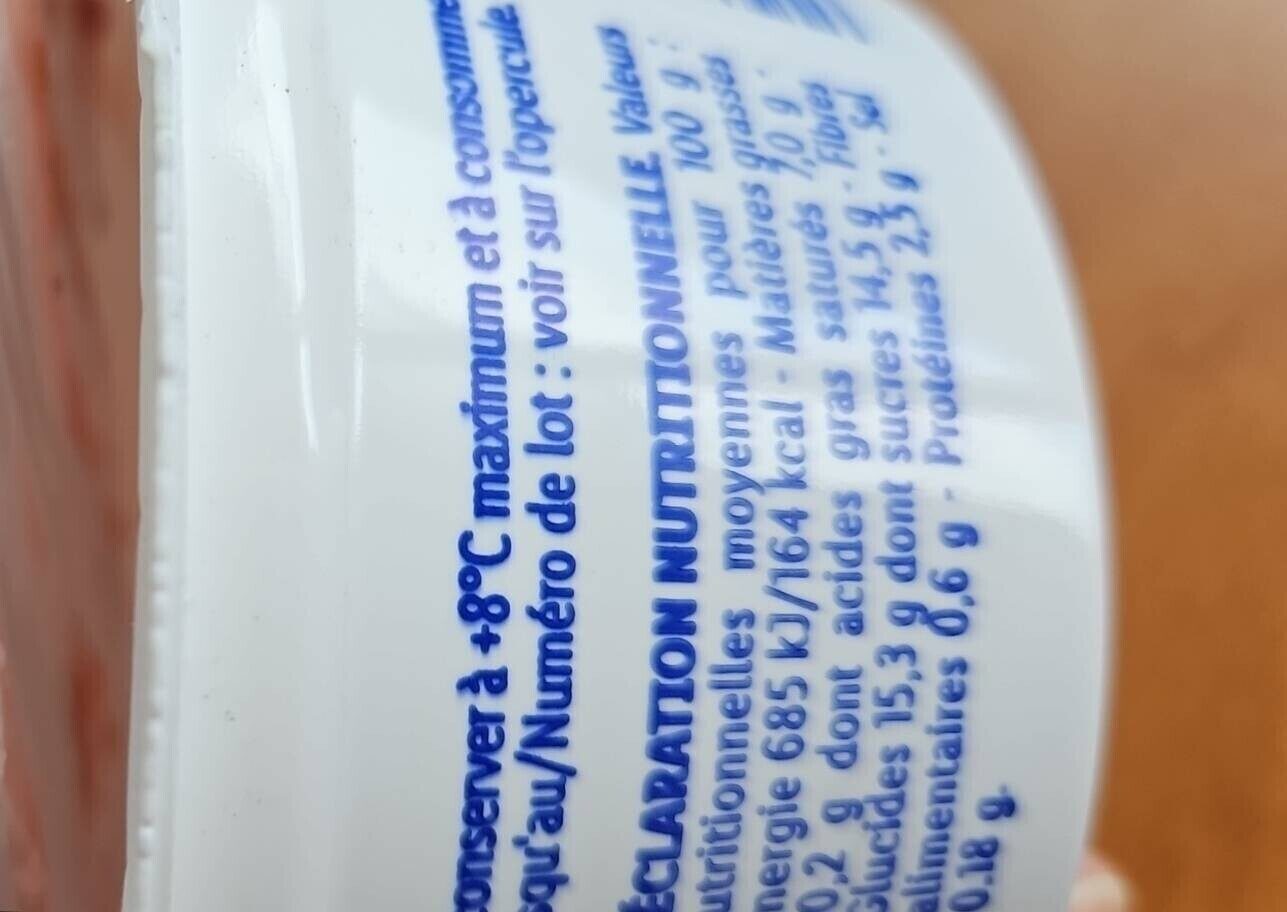 onserver à +8°C maximum et à consomme
squ'au/Numéro de lot : voir sur l'opercule
ÉCLARATION NUTRITIONNELLE Valeurs
utritionnelles moyennes pour 100 g :
nergie 685 kJ/164 kcal - Matières grasses
0,2 g dont acides gras saturés 7,0 g -
Glucides 15,3 g dont sucres 14,5 g - Fibres
alimentaires 0,6 g - Protéines 2,3 g - Sel
0.18 g.